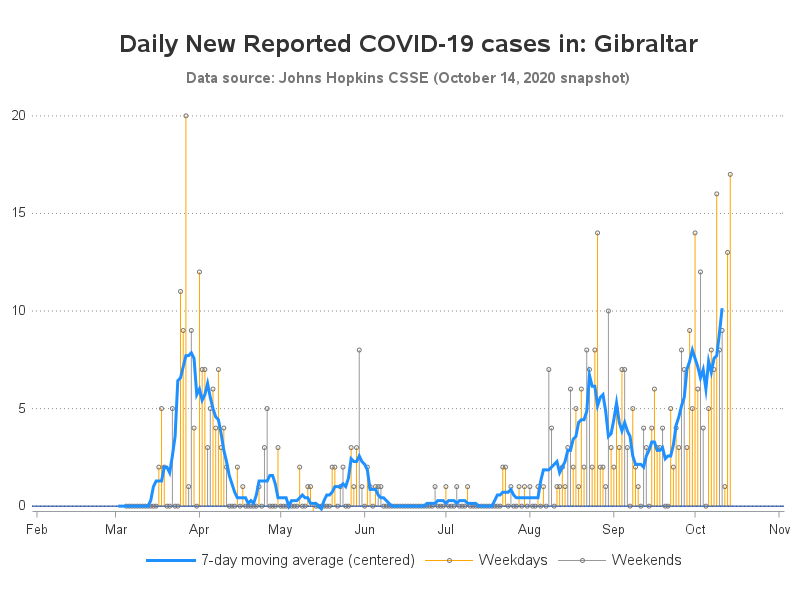 Daily New Reported COVID-19 cases in: Gibraltar
Data source: Johns Hopkins CSSE (October 14, 2020 snapshot)
20
15
10
5
0
Feb Mar Apr May Jun Jul Aug Sep Oct Nov
7-day moving average (centered) Weekdays Weekends